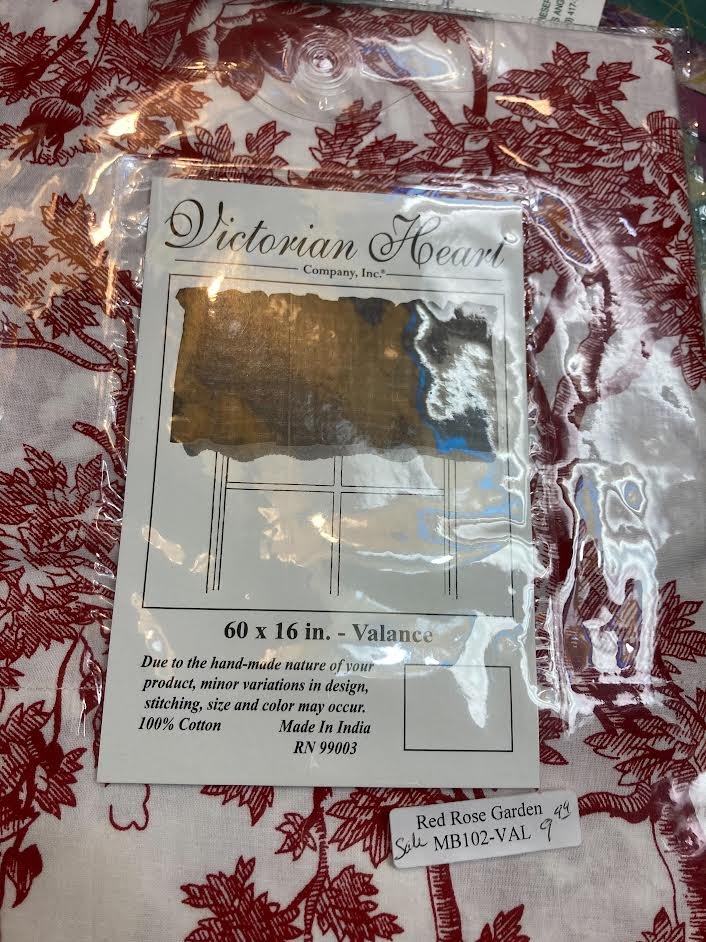 Victorian Heart
Company, Inc.®
60 x 16 in. - Valance
Due to the hand-made nature of your
product, minor variations in design,
stitching, size and color may occur.
100% Cotton
Made In India
RN 99003
Red Rose Garden
Sale MB102-VAL 9 99